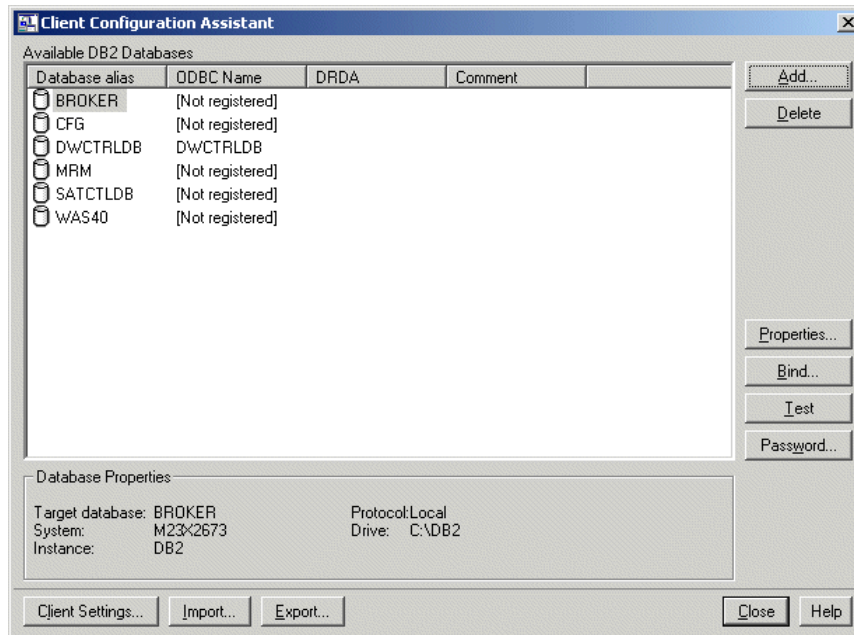 Client Configuration Assistant
Available DB2 Databases
Database alias ODBC Name DRDA Comment
BROKER [Not registered]
CFG [Not registered]
DWCTRLDB DWCTRLDB
MRM [Not registered]
SATCTLDB [Not registered]
WAS40 [Not registered]
Add...
Delete
Properties...
Bind...
Test
Password...
Database Properties
Target database: BROKER Protocol:Local
System: M23X2673 Drive: C:\DB2
Instance: DB2
Client Settings... Import... Export... Close Help